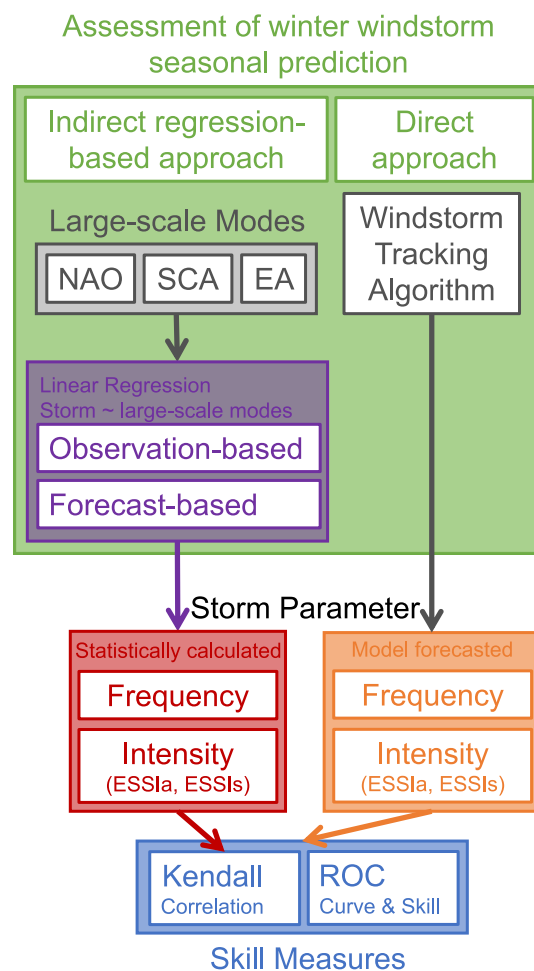 Assessment of winter windstorm
seasonal prediction
Indirect regression-
based approach
Direct
approach
Large-scale Modes
NAO
SCA
EA
Windstorm
Tracking
Algorithm
Linear Regression
Storm ~ large-scale modes
Observation-based
Forecast-based
Storm Parameter
Statistically calculated
Frequency
Intensity
(ESSIa, ESSIs)
Model forecasted
Frequency
Intensity
(ESSIa, ESSIs)
Kendall
Correlation
ROC
Curve & Skill
Skill Measures